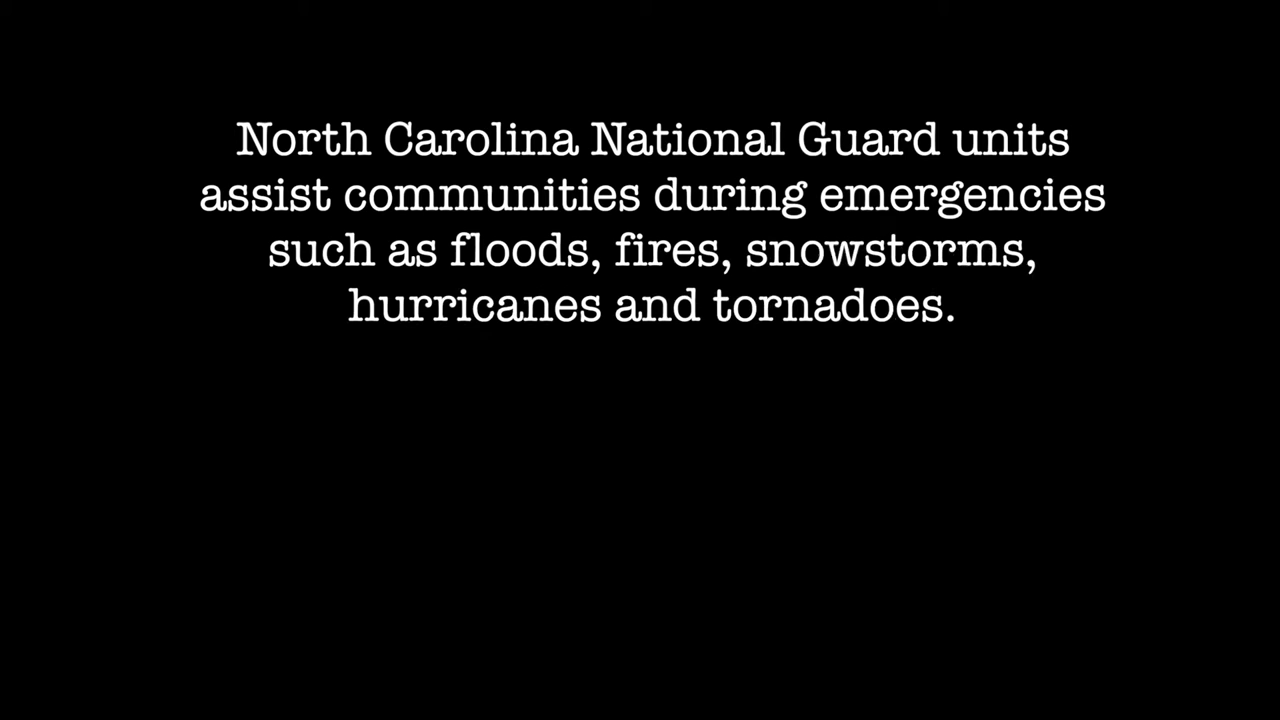 North Carolina National Guard units
assist communities during emergencies
such as floods, fires, snowstorms,
hurricanes and tornadoes.